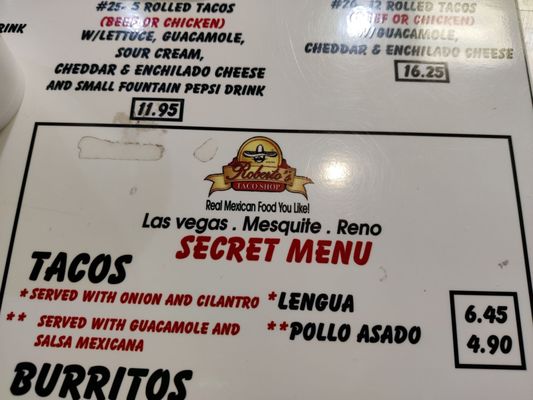 #25- 5 ROLLED TACOS
(BEEF OR CHICKEN)
W/LETTUCE, GUACAMOLE,
SOUR CREAM,
CHEDDAR & ENCHILADO CHEESE
AND SMALL FOUNTAIN PEPSI DRINK
11.95
12 ROLLED TACOS
(BEEF OR CHICKEN)
W/GUACAMOLE,
CHEDDAR & ENCHILADO CHEESE
16.25
Roberto's
TACO SHOP
Real Mexican Food You Like!
Las vegas . Mesquite . Reno
SECRET MENU
TACOS
*SERVED WITH ONION AND CILANTRO
** SERVED WITH GUACAMOLE AND
SALSA MEXICANA
*LENGUA 6.45
**POLLO ASADO 4.90
BURRITOS